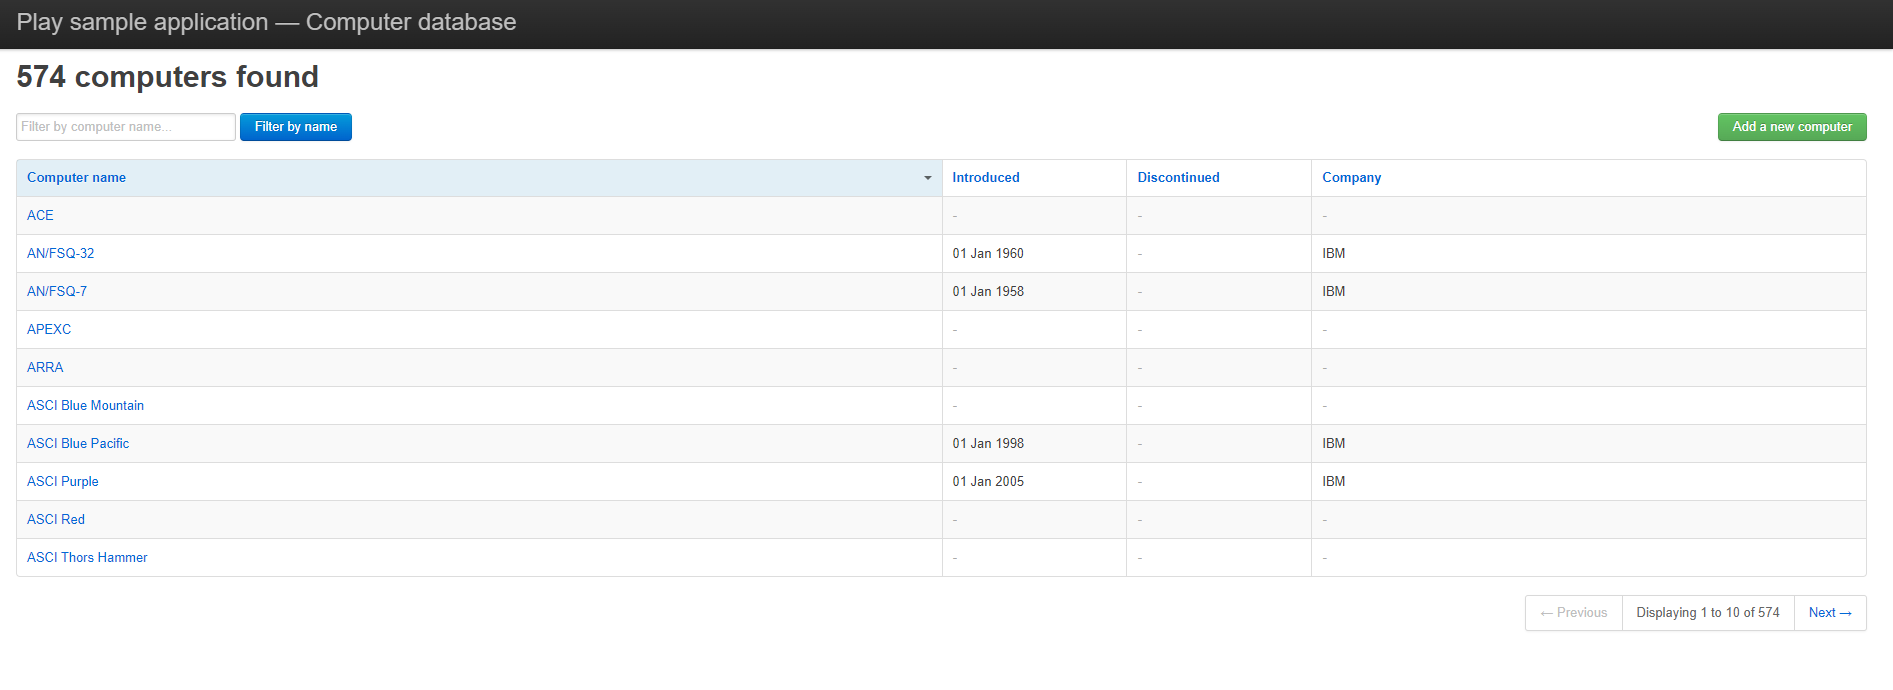 Play sample application — Computer database
574 computers found
Filter by computer name... Filter by name Add a new computer
Computer name Introduced Discontinued Company
ACE - - -
AN/FSQ-32 01 Jan 1960 - IBM
AN/FSQ-7 01 Jan 1958 - IBM
APEXC - - -
ARRA - - -
ASCI Blue Mountain - - -
ASCI Blue Pacific 01 Jan 1998 - IBM
ASCI Purple 01 Jan 2005 - IBM
ASCI Red - - -
ASCI Thors Hammer - - -
← Previous Displaying 1 to 10 of 574 Next →